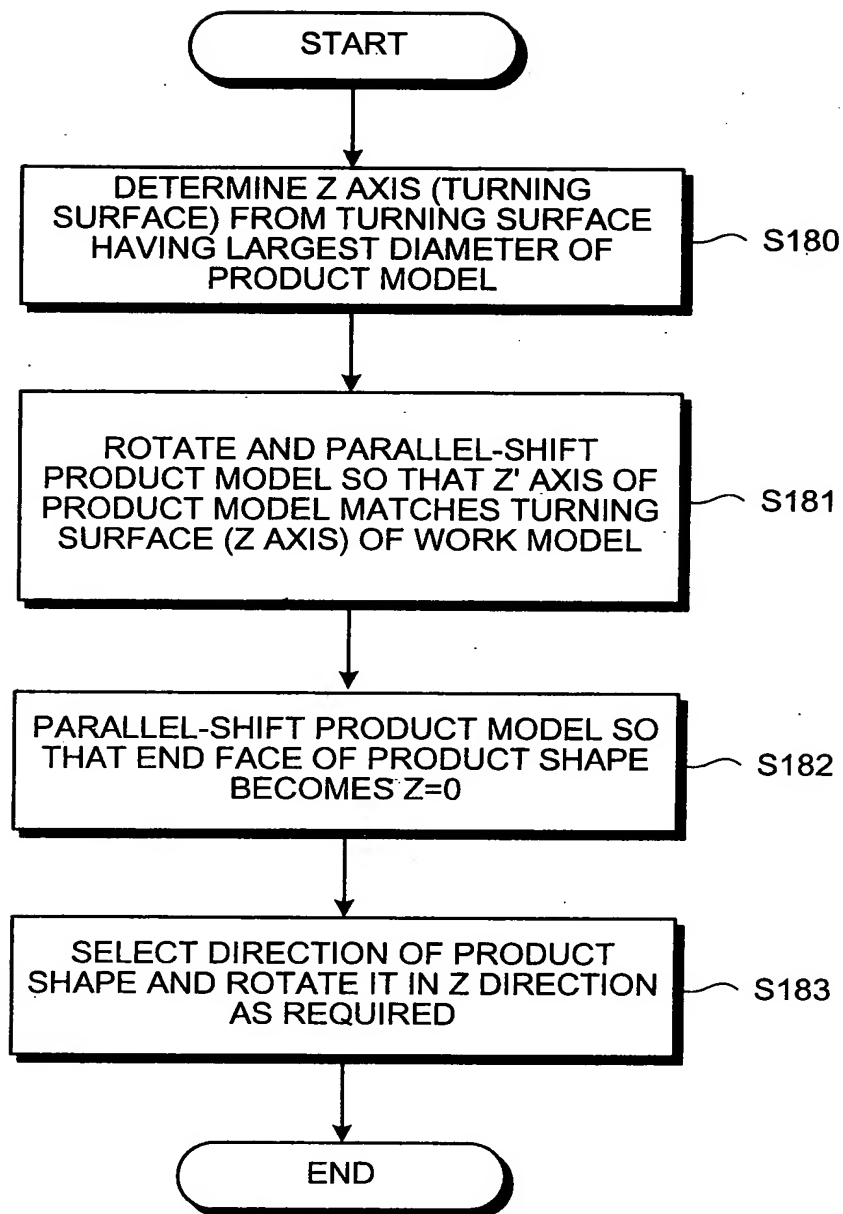 START
DETERMINE Z AXIS (TURNING
SURFACE) FROM TURNING SURFACE
HAVING LARGEST DIAMETER OF
PRODUCT MODEL
S180
ROTATE AND PARALLEL-SHIFT
PRODUCT MODEL SO THAT Z' AXIS OF
PRODUCT MODEL MATCHES TURNING
SURFACE (Z AXIS) OF WORK MODEL
S181
PARALLEL-SHIFT PRODUCT MODEL SO
THAT END FACE OF PRODUCT SHAPE
BECOMES Z=0
S182
SELECT DIRECTION OF PRODUCT
SHAPE AND ROTATE IT IN Z DIRECTION
AS REQUIRED
S183
END